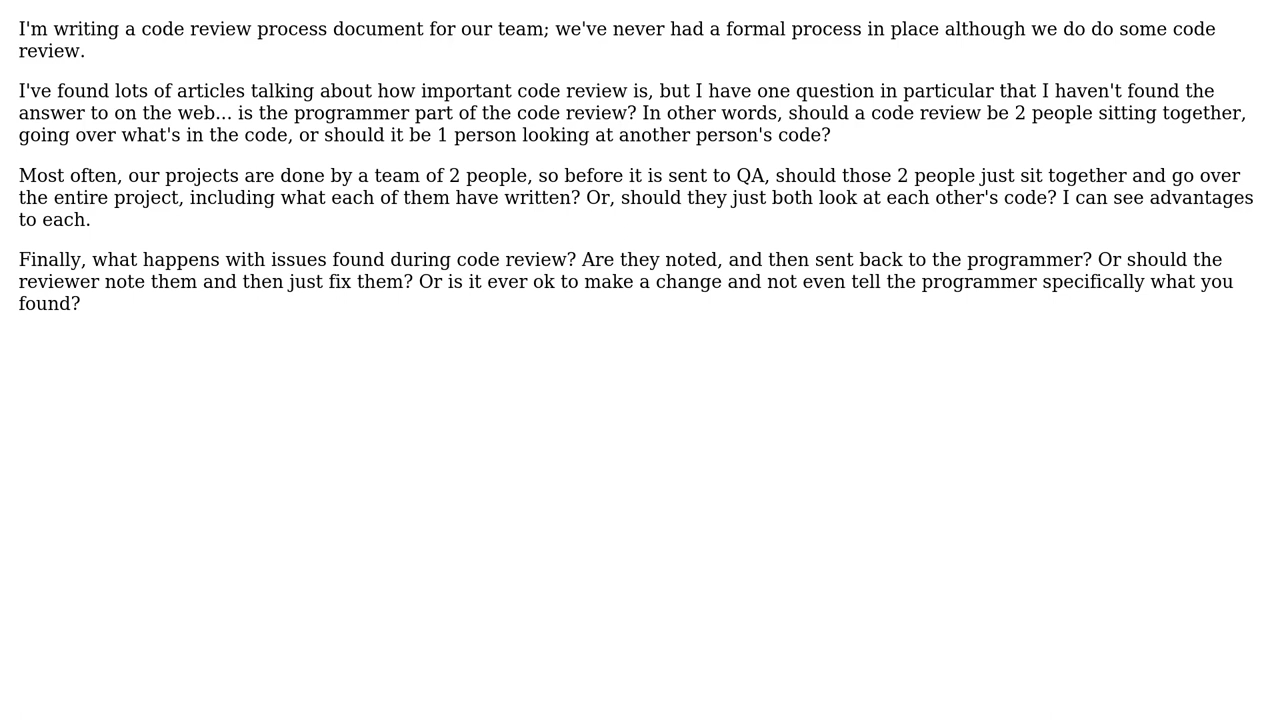 I'm writing a code review process document for our team; we've never had a formal process in place although we do do some code
review.
I've found lots of articles talking about how important code review is, but I have one question in particular that I haven't found the
answer to on the web... is the programmer part of the code review? In other words, should a code review be 2 people sitting together,
going over what's in the code, or should it be 1 person looking at another person's code?
Most often, our projects are done by a team of 2 people, so before it is sent to QA, should those 2 people just sit together and go over
the entire project, including what each of them have written? Or, should they just both look at each other's code? I can see advantages
to each.
Finally, what happens with issues found during code review? Are they noted, and then sent back to the programmer? Or should the
reviewer note them and then just fix them? Or is it ever ok to make a change and not even tell the programmer specifically what you
found?